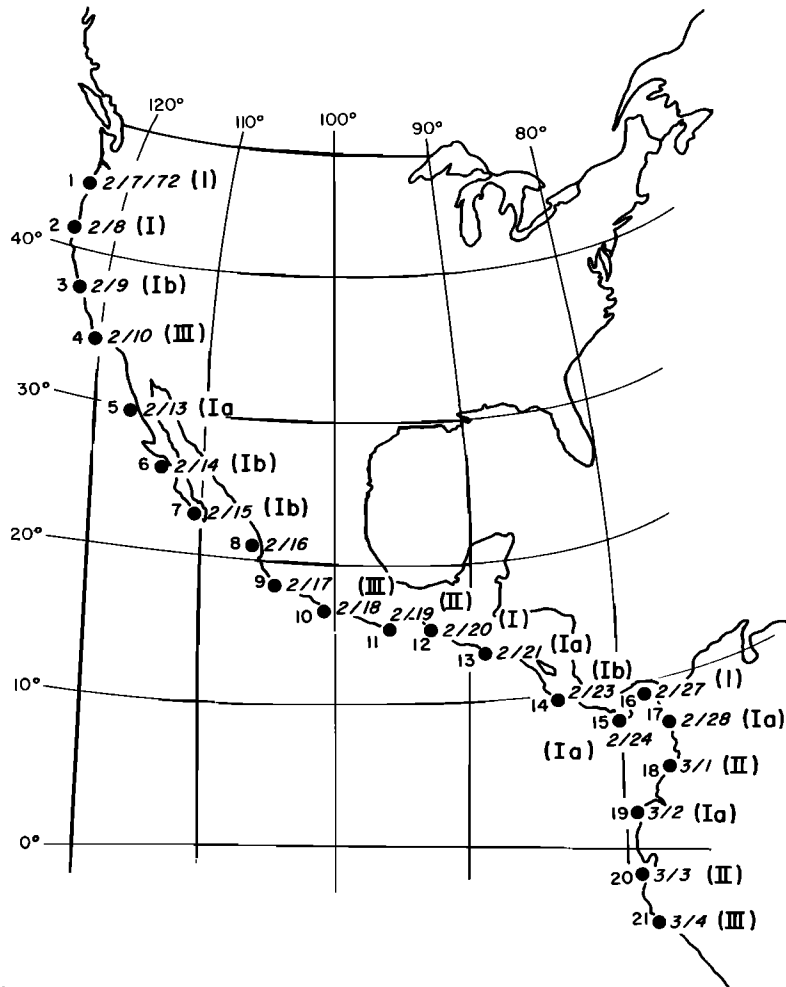 120°
110°
100°
90°
80°
1 2/7/72 (I)
2 2/8 (I)
40°
3 2/9 (Ib)
4 2/10 (III)
30°
5 2/13 (Ia
6 2/14 (Ib)
7 2/15 (Ib)
20°
8 2/16
9 2/17 (III)
10 2/18 (II)
11 2/19 (I)
12 2/20 (Ia)
13 2/21 (Ib)
10°
14 2/23
15 2/24 (Ia)
16 2/27 (I)
17 2/28 (Ia)
18 3/1 (II)
19 3/2 (Ia)
0°
20 3/3 (II)
21 3/4 (III)